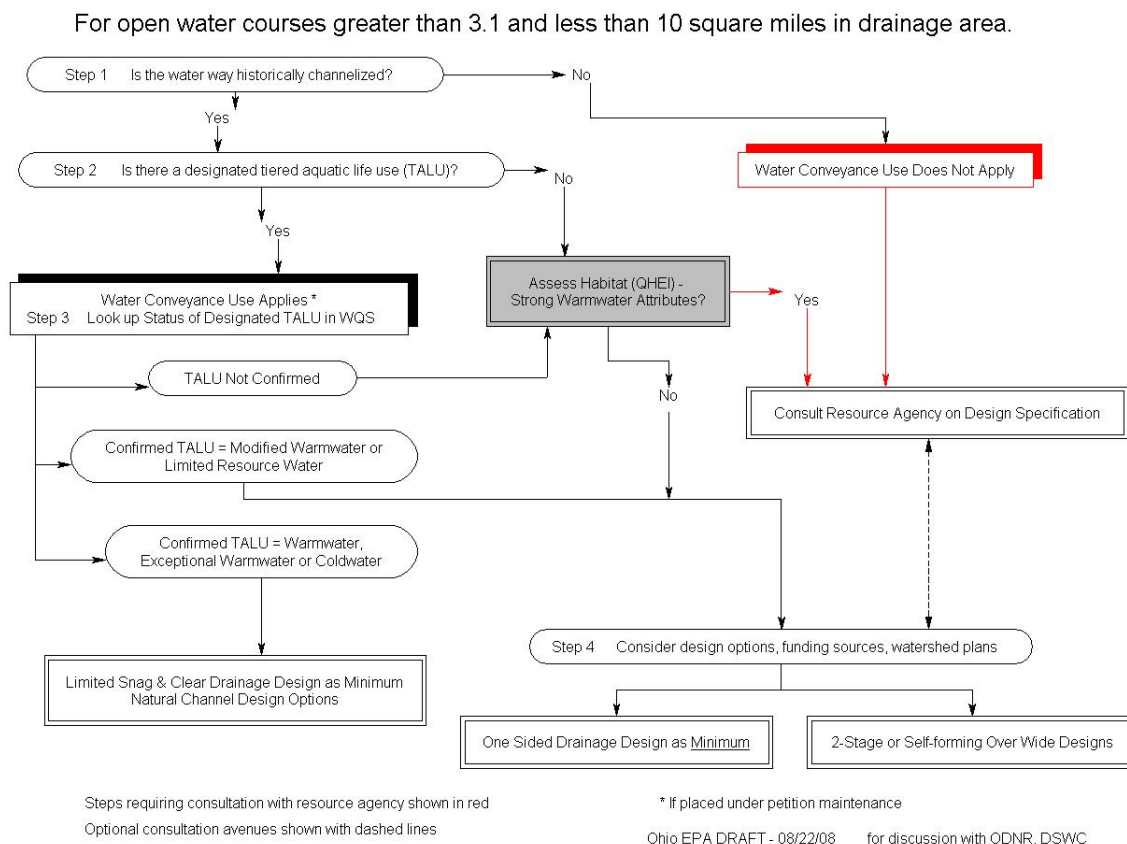 For open water courses greater than 3.1 and less than 10 square miles in drainage area.
Step 1 Is the water way historically channelized?
No
Yes
Step 2 Is there a designated tiered aquatic life use (TALU)?
No
Water Conveyance Use Does Not Apply
Yes
Assess Habitat (QHEI) -
Strong Warmwater Attributes?
Yes
Water Conveyance Use Applies *
Step 3 Look up Status of Designated TALU in WQS
TALU Not Confirmed
No
Consult Resource Agency on Design Specification
Confirmed TALU = Modified Warmwater or
Limited Resource Water
Confirmed TALU = Warmwater,
Exceptional Warmwater or Coldwater
Step 4 Consider design options, funding sources, watershed plans
Limited Snag & Clear Drainage Design as Minimum
Natural Channel Design Options
One Sided Drainage Design as Minimum
2-Stage or Self-forming Over Wide Designs
Steps requiring consultation with resource agency shown in red
* If placed under petition maintenance
Optional consultation avenues shown with dashed lines
Ohio EPA DRAFT - 08/22/08 for discussion with ODNR, DSWC